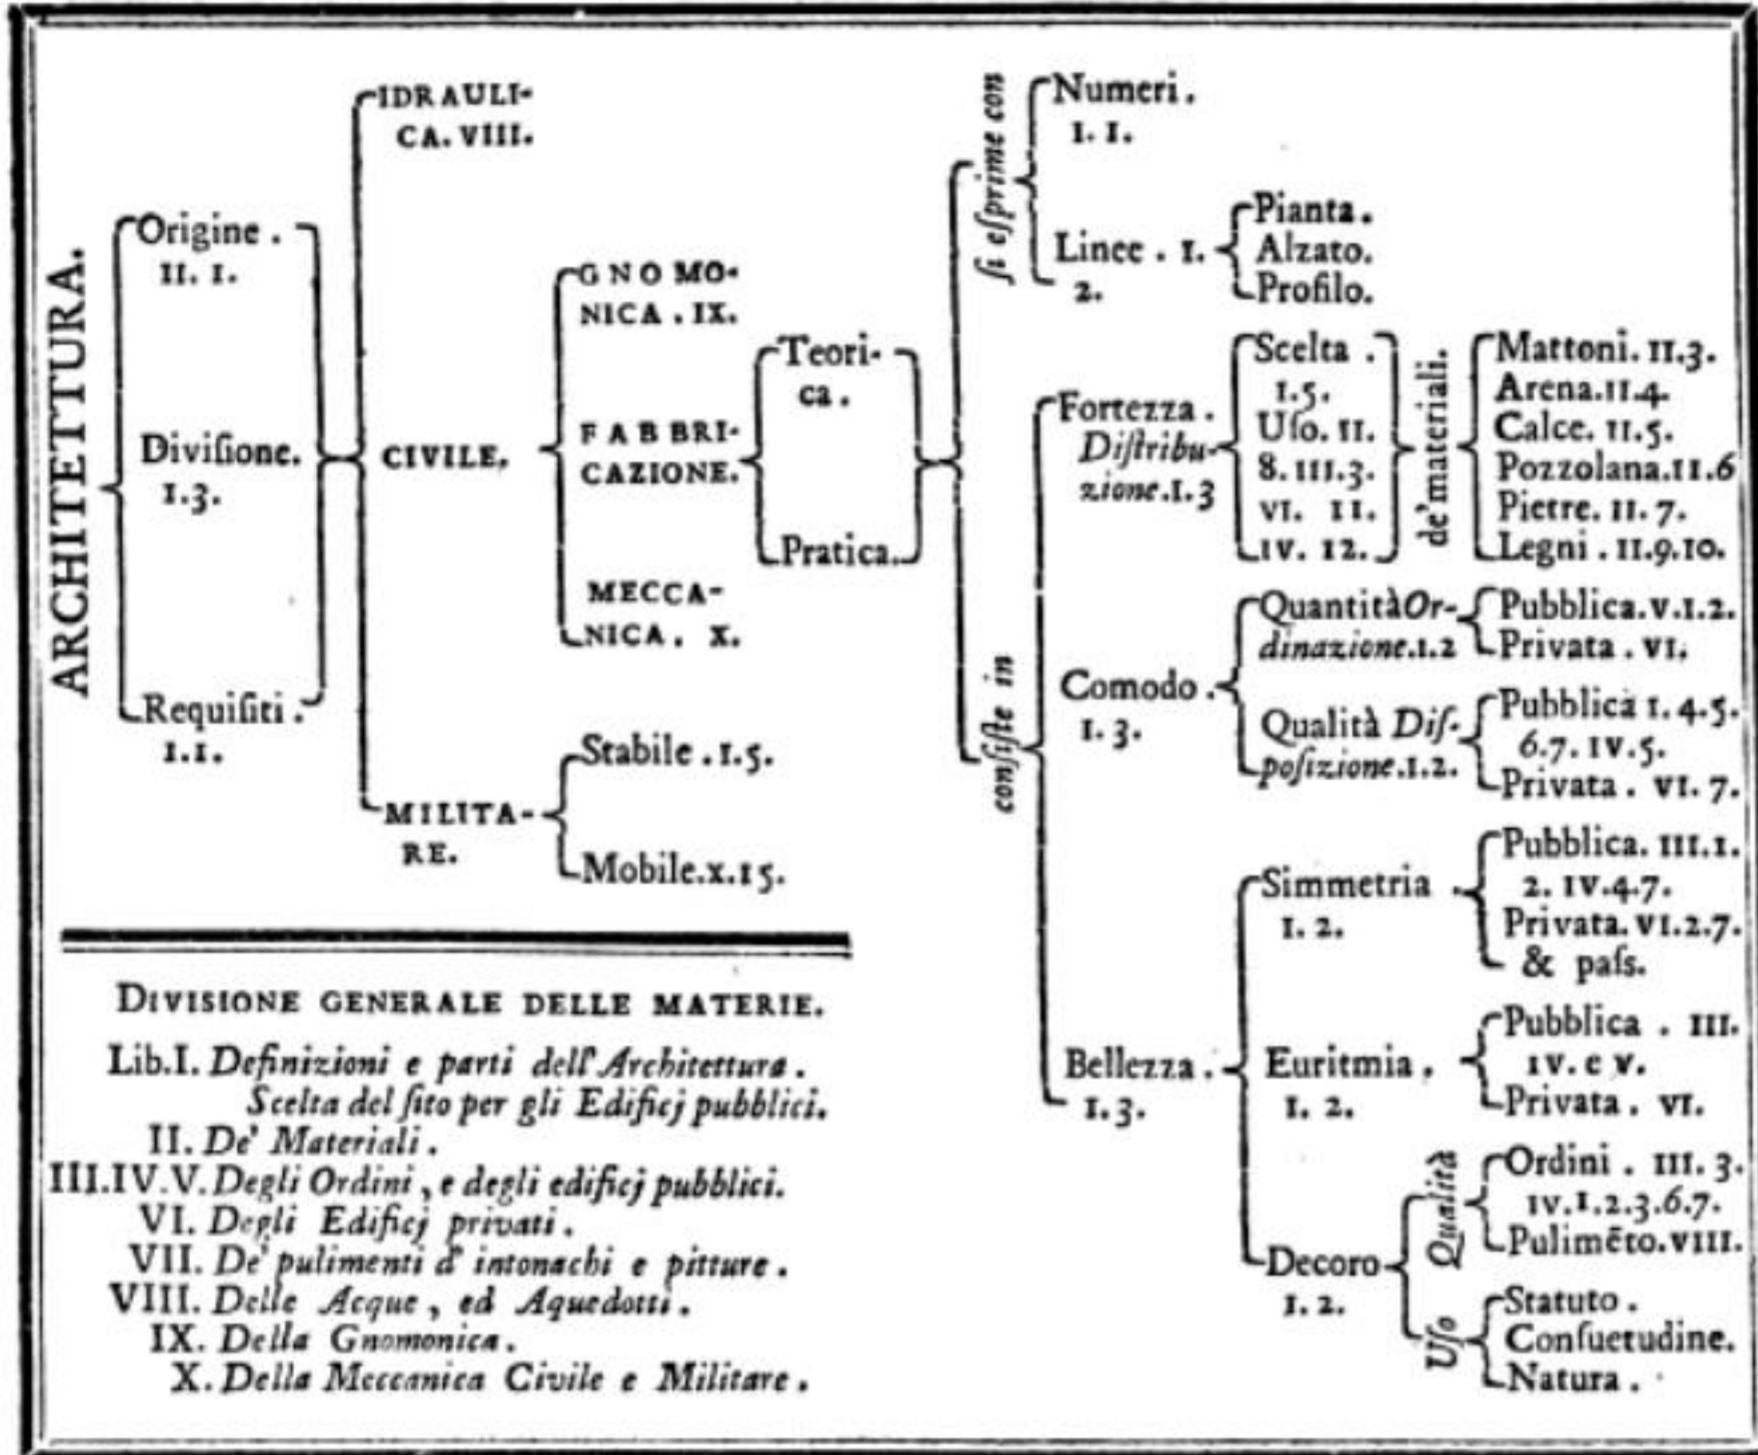 ARCHITETTURA.
Origine .
II. I.
Diviſione.
I.3.
Requiſiti .
I.I.
IDRAULI-
CA. VIII.
CIVILE.
MILITA-
RE.
GNOMO-
NICA . IX.
FABBRI-
CAZIONE.
MECCA-
NICA. X.
Stabile . I.5.
Mobile.X.15.
Teori-
ca.
Pratica.
ſi eſprime con
Numeri .
I. I.
Linee . I.
2.
Pianta .
Alzato.
Profilo.
conſiſte in
Fortezza .
Diſtribu-
zione.I.3
Scelta .
I.5.
Uſo. II.
8. III.3.
VI. II.
IV. 12.
de'materiali.
Mattoni. II.3.
Arena.II.4.
Calce. II.5.
Pozzolana.II.6
Pietre. II. 7.
Legni . II.9.10.
Comodo .
I. 3.
Quantità Or-
dinazione.I.2
Pubblica.V.I.2.
Privata . VI.
Qualità Diſ-
poſizione.I.2.
Pubblica I. 4.5.
6.7. IV.5.
Privata . VI. 7.
Bellezza .
I. 3.
Simmetria .
I. 2.
Pubblica. III.I.
2. IV.4.7.
Privata. VI.2.7.
& paſs.
Euritmia .
I. 2.
Pubblica . III.
IV. e V.
Privata . VI.
Decoro
I. 2.
Qualità
Ordini . III. 3.
IV.I.2.3.6.7.
Pulimēto.VIII.
Uſo
Statuto .
Conſuetudine.
Natura .
DIVISIONE GENERALE DELLE MATERIE.
Lib.I. Definizioni e parti dell'Architettura .
Scelta del ſito per gli Edificj pubblici.
II. De' Materiali .
III.IV.V. Degli Ordini , e degli edificj pubblici.
VI. Degli Edificj privati .
VII. De' pulimenti d' intonachi e pitture .
VIII. Delle Acque , ed Aquedotti .
IX. Della Gnomonica .
X. Della Meccanica Civile e Militare .